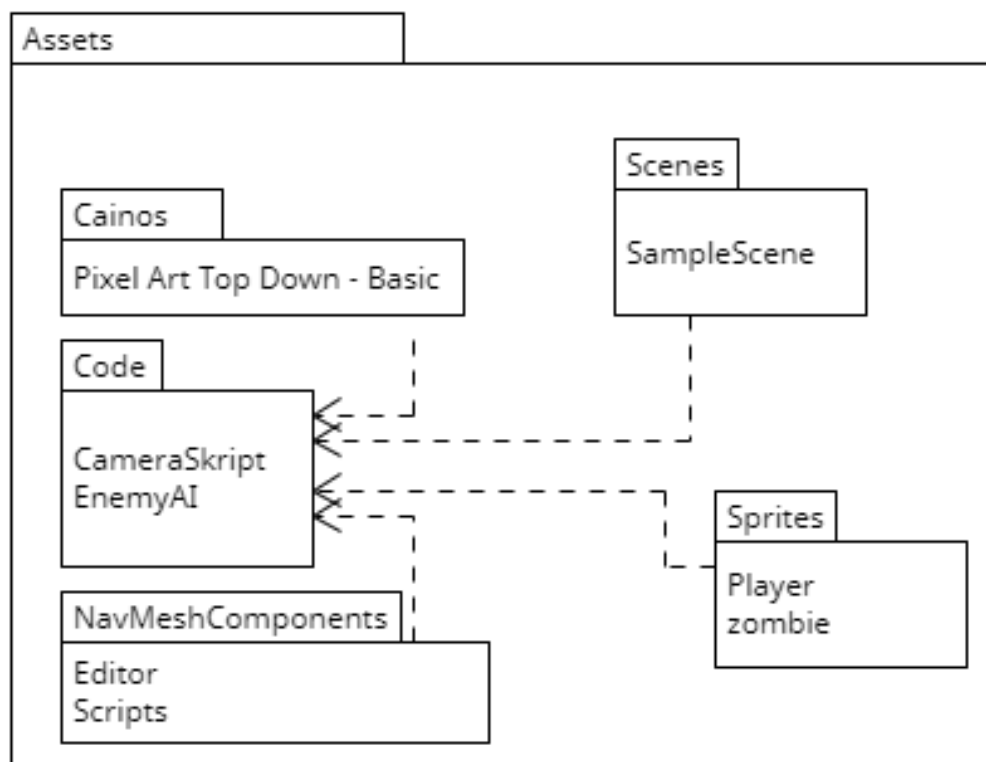 Assets
Scenes
SampleScene
Cainos
Pixel Art Top Down - Basic
Code
CameraSkript
EnemyAI
Sprites
Player
zombie
NavMeshComponents
Editor
Scripts